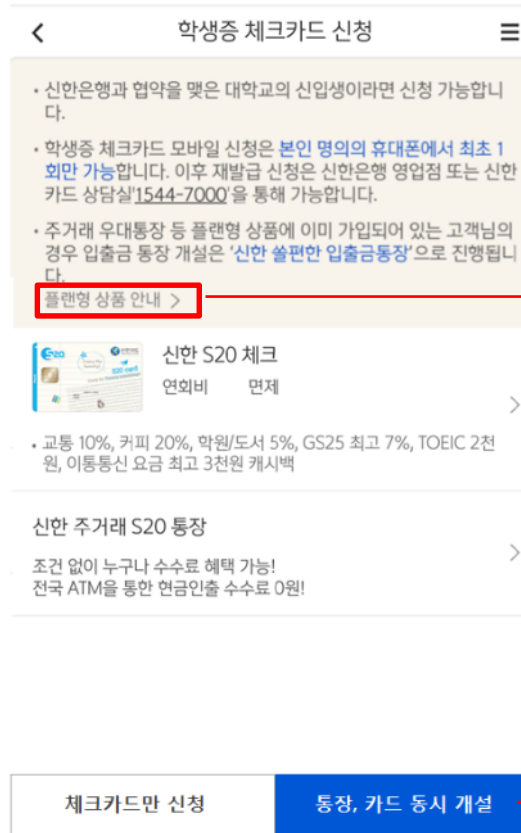 학생증 체크카드 신청
• 신한은행과 협약을 맺은 대학교의 신입생이라면 신청 가능합니
다.
• 학생증 체크카드 모바일 신청은 본인 명의의 휴대폰에서 최초 1
회만 가능합니다. 이후 재발급 신청은 신한은행 영업점 또는 신한
카드 상담실'1544-7000'을 통해 가능합니다.
• 주거래 우대통장 등 플랜형 상품에 이미 가입되어 있는 고객님의
경우 입출금 통장 개설은 '신한 쏠편한 입출금통장'으로 진행됩니
다.
플랜형 상품 안내 >
S20
S20 card
신한 S20 체크
연회비 면제
• 교통 10%, 커피 20%, 학원/도서 5%, GS25 최고 7%, TOEIC 2천
원, 이동통신 요금 최고 3천원 캐시백
신한 주거래 S20 통장
조건 없이 누구나 수수료 혜택 가능!
전국 ATM을 통한 현금인출 수수료 0원!
체크카드만 신청
통장, 카드 동시 개설